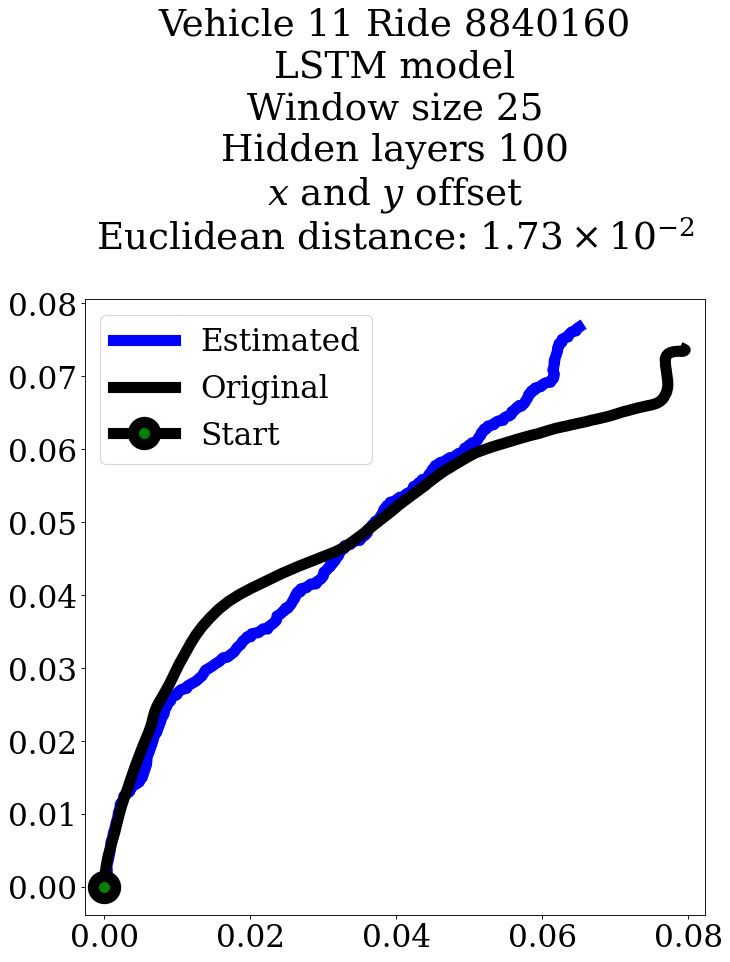 Vehicle 11 Ride 8840160
LSTM model
Window size 25
Hidden layers 100
x and y offset
Euclidean distance: 1.73 × 10⁻²
0.08
0.07
0.06
0.05
0.04
0.03
0.02
0.01
0.00
Estimated
Original
Start
0.00 0.02 0.04 0.06 0.08